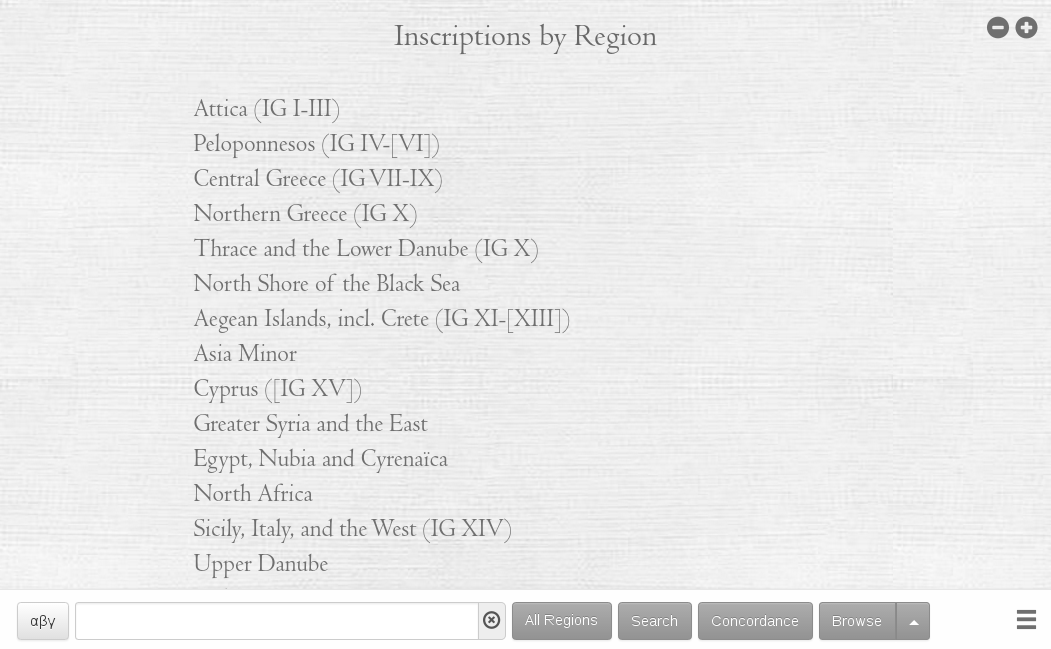 Inscriptions by Region
Attica (IG I-III)
Peloponnesos (IG IV-[VI])
Central Greece (IG VII-IX)
Northern Greece (IG X)
Thrace and the Lower Danube (IG X)
North Shore of the Black Sea
Aegean Islands, incl. Crete (IG XI-[XIII])
Asia Minor
Cyprus ([IG XV])
Greater Syria and the East
Egypt, Nubia and Cyrenaïca
North Africa
Sicily, Italy, and the West (IG XIV)
Upper Danube
αβγ All Regions Search Concordance Browse